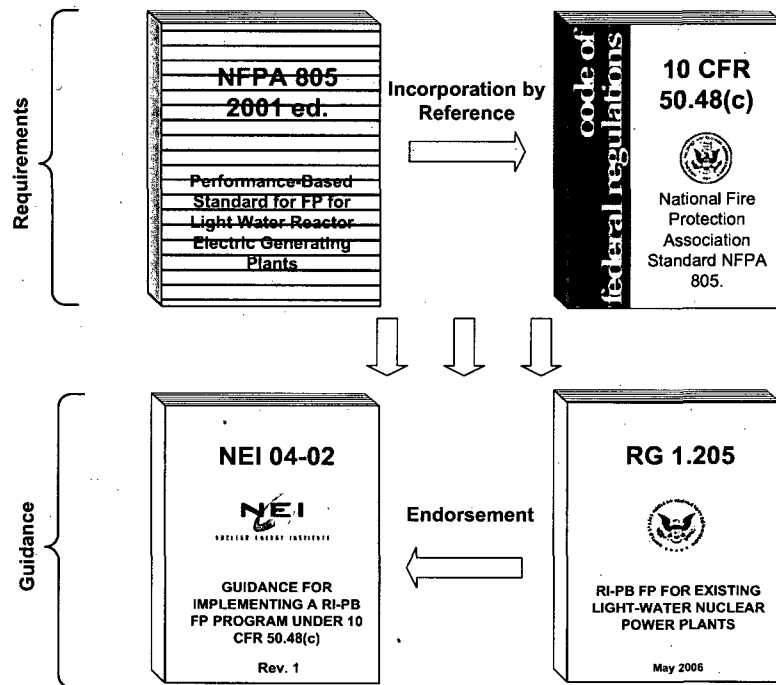 Requirements
NFPA 805
2001 ed.
Performance-Based
Standard for FP for
Light Water Reactor
Electric Generating
Plants
Incorporation by
Reference
code of
federal regulations
10 CFR
50.48(c)
National Fire
Protection
Association
Standard NFPA
805.
Guidance
NEI 04-02
NEI
NUCLEAR ENERGY INSTITUTE
GUIDANCE FOR
IMPLEMENTING A RI-PB
FP PROGRAM UNDER 10
CFR 50.48(c)
Rev. 1
Endorsement
RG 1.205
RI-PB FP FOR EXISTING
LIGHT-WATER NUCLEAR
POWER PLANTS
May 2006